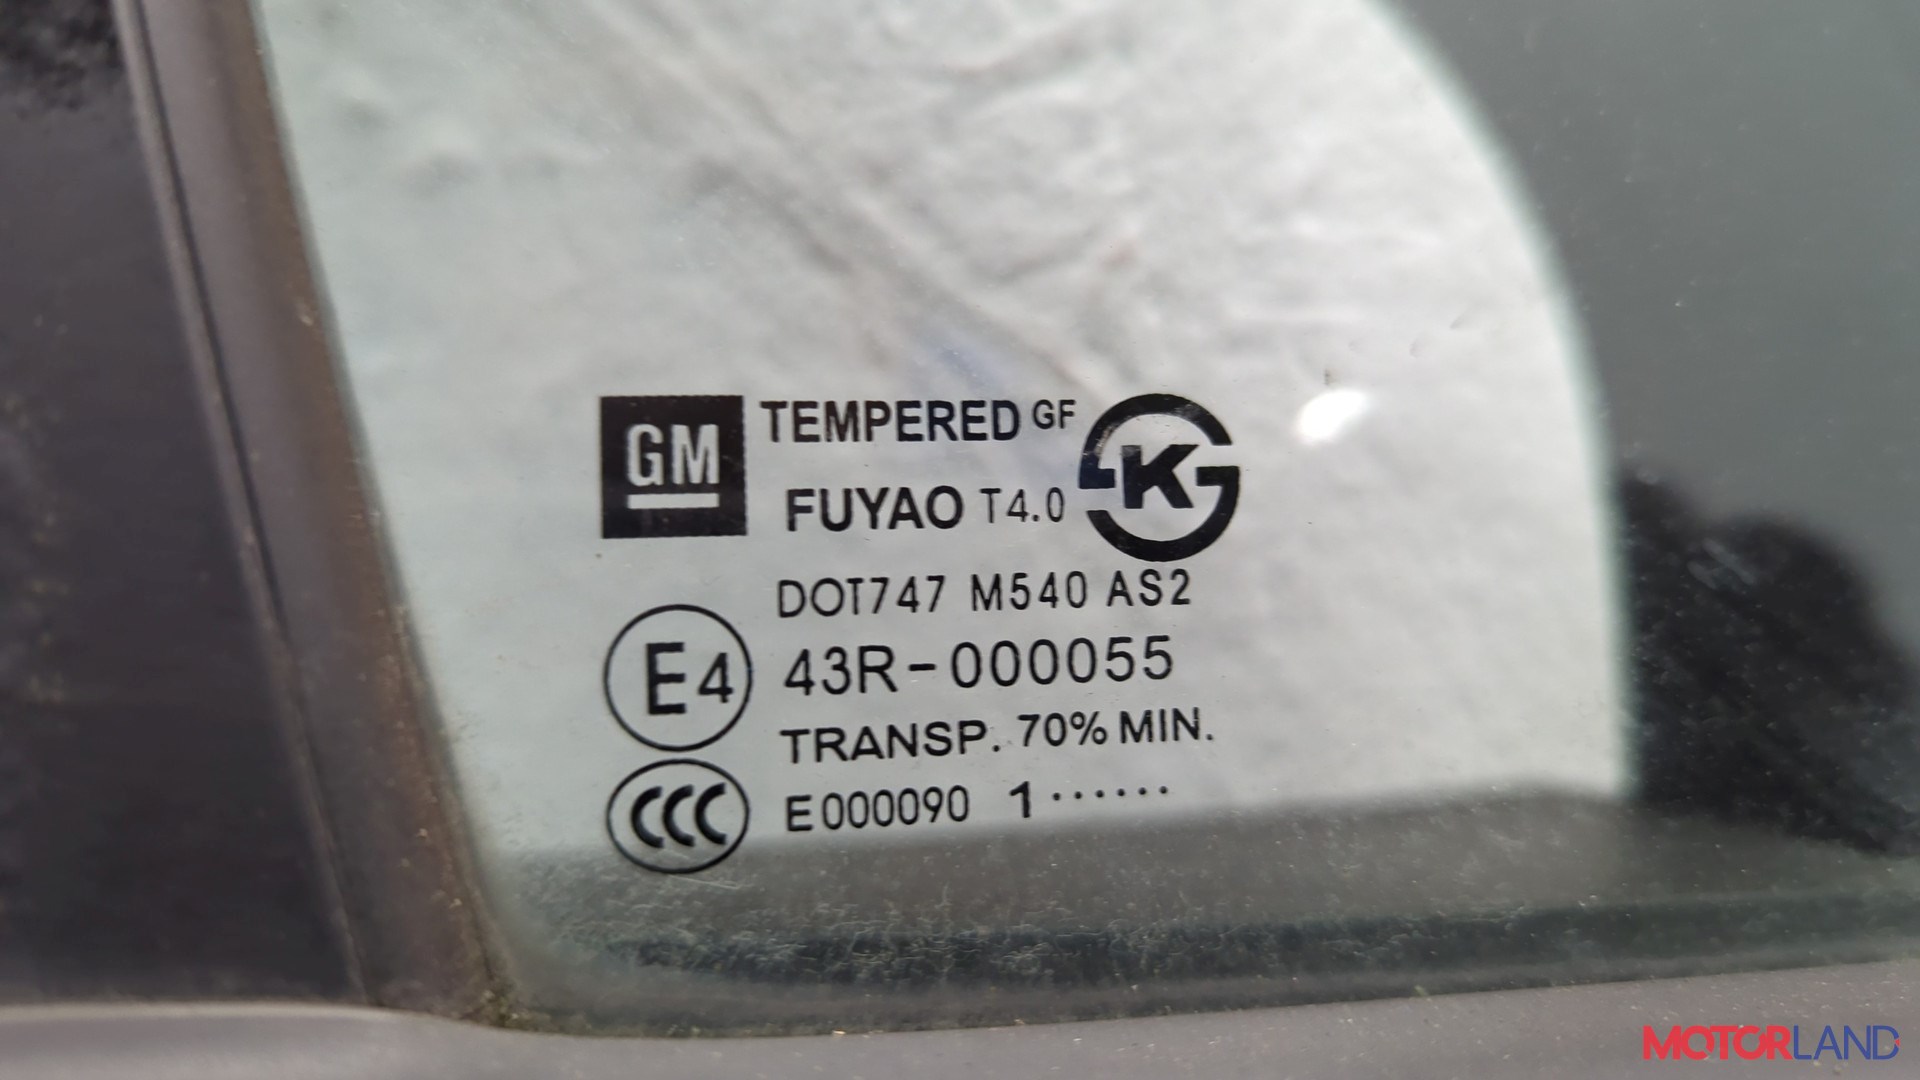 GM
TEMPERED GF
FUYAO T4.0
K
DOT747 M540 AS2
E4
43R-000055
TRANSP. 70% MIN.
CCC
E000090 1······
MOTORLAND